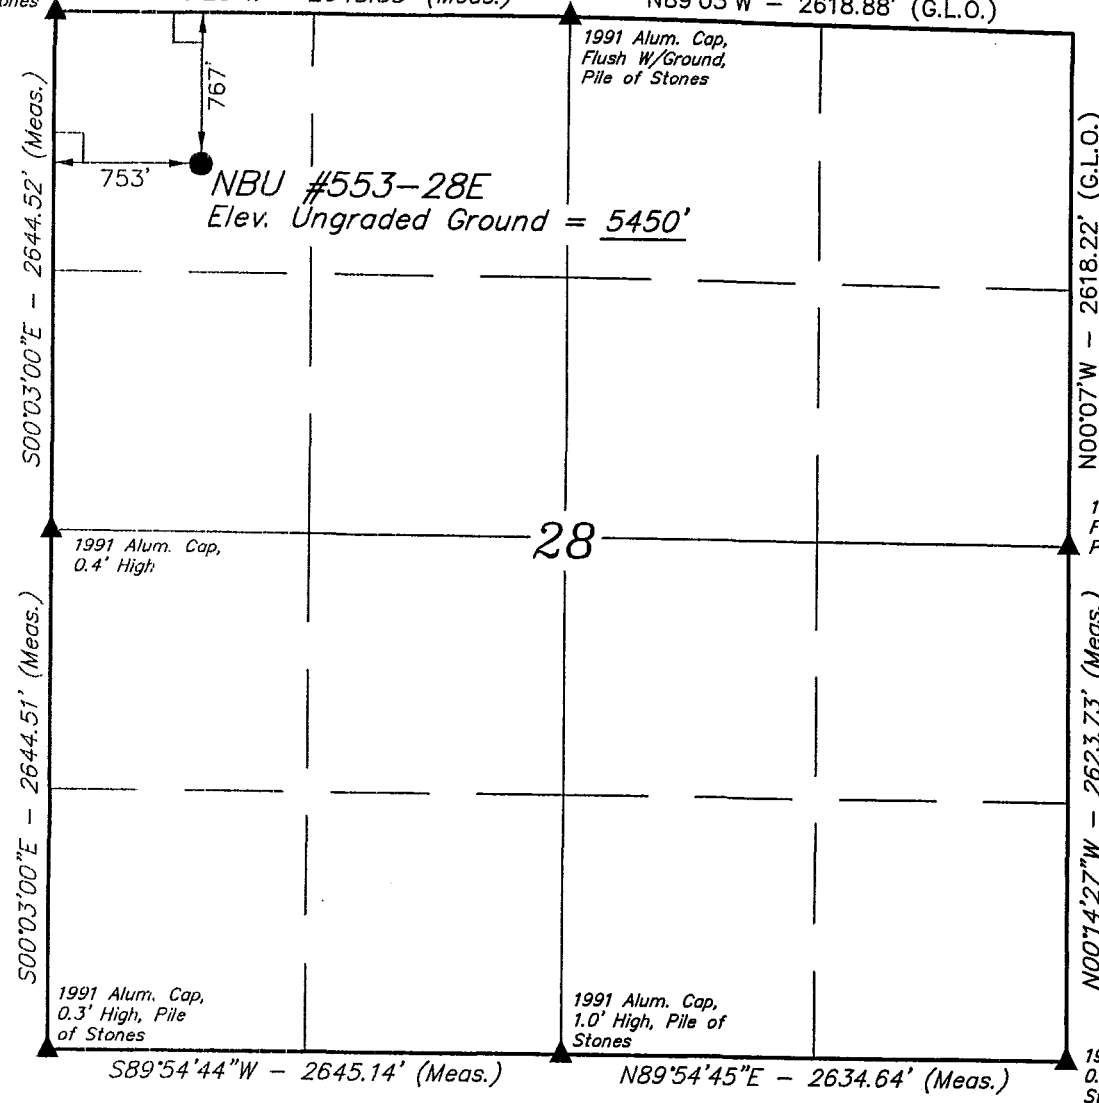 (Meas.)
N89°05'W – 2618.88' (G.L.O.)
1991 Alum. Cap,
Flush W/Ground,
Pile of Stones
767'
753'
NBU #553-28E
Elev. Ungraded Ground = 5450'
S00°03'00"E – 2644.52' (Meas.)
N00°07'W – 2618.22' (G.L.O.)
28
1991 Alum. Cap,
0.4' High
S00°03'00"E – 2644.51' (Meas.)
N00°14'27"W – 2623.73' (Meas.)
1991 Alum. Cap,
0.3' High, Pile
of Stones
1991 Alum. Cap,
1.0' High, Pile of
Stones
S89°54'44"W – 2645.14' (Meas.)
N89°54'45"E – 2634.64' (Meas.)